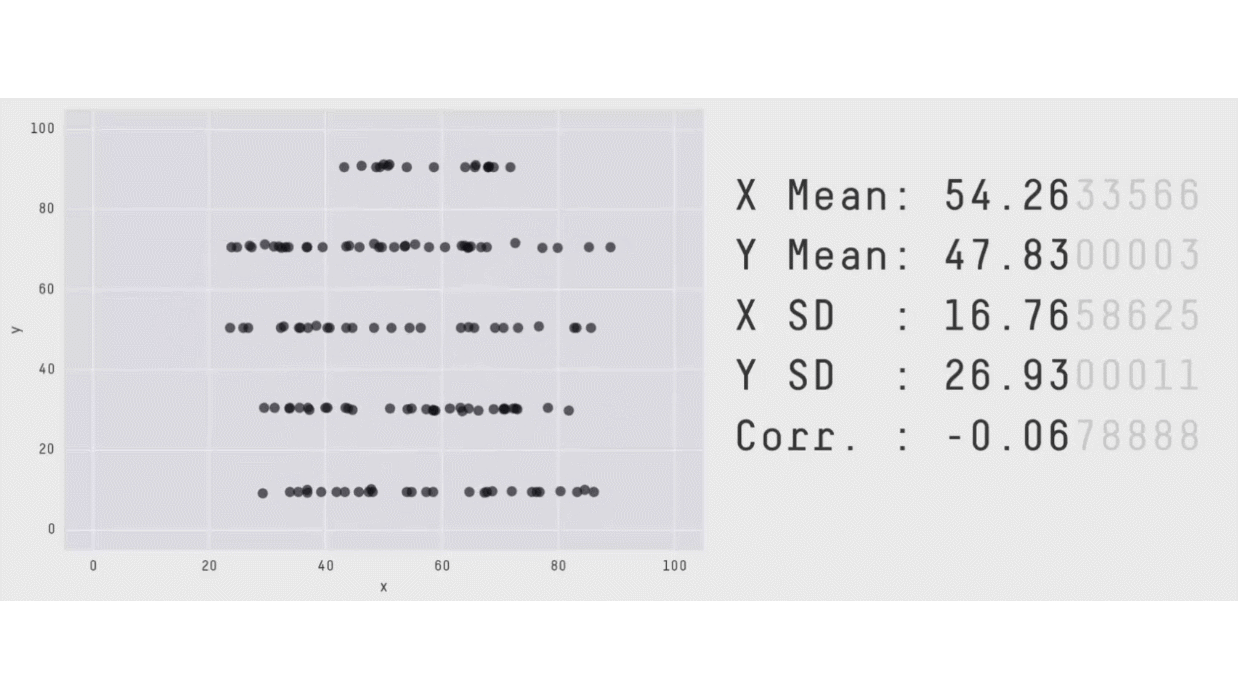 100
80
60
40
20
0
y
0 20 40 60 80 100
x
X Mean: 54.2633566
Y Mean: 47.8300003
X SD : 16.7658625
Y SD : 26.9300011
Corr. : -0.0678888